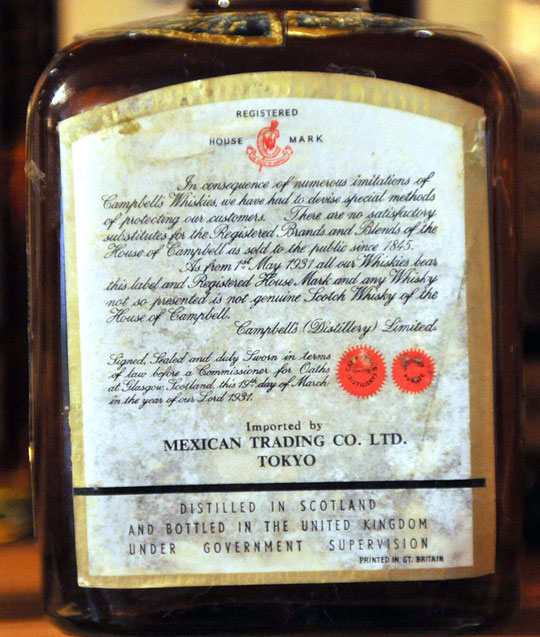 REGISTERED
HOUSE MARK
In consequence of numerous imitations of
Campbell's Whiskies, we have had to devise special methods
of protecting our customers. There are no satisfactory
substitutes for the Registered Brands and Blends of the
House of Campbell as sold to the public since 1845.
As from 1st May 1931 all our Whiskies bear
this label and Registered House Mark and any Whisky
not so presented is not genuine Scotch Whisky of the
House of Campbell.
Campbell's (Distillery) Limited.
Signed, Sealed and duly Sworn in terms
of law before a Commissioner for Oaths
at Glasgow, Scotland, this 19th day of March
in the year of our Lord 1931.
Imported by
MEXICAN TRADING CO. LTD.
TOKYO
DISTILLED IN SCOTLAND
AND BOTTLED IN THE UNITED KINGDOM
UNDER GOVERNMENT SUPERVISION
PRINTED IN GT. BRITAIN